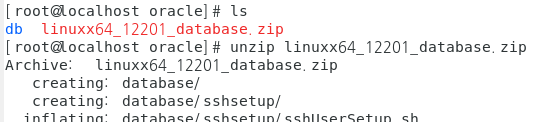 [root@localhost oracle]# ls
db  linuxx64_12201_database.zip
[root@localhost oracle]# unzip linuxx64_12201_database.zip
Archive:  linuxx64_12201_database.zip
   creating: database/
   creating: database/sshsetup/
  inflating: database/sshsetup/sshUserSetup.sh